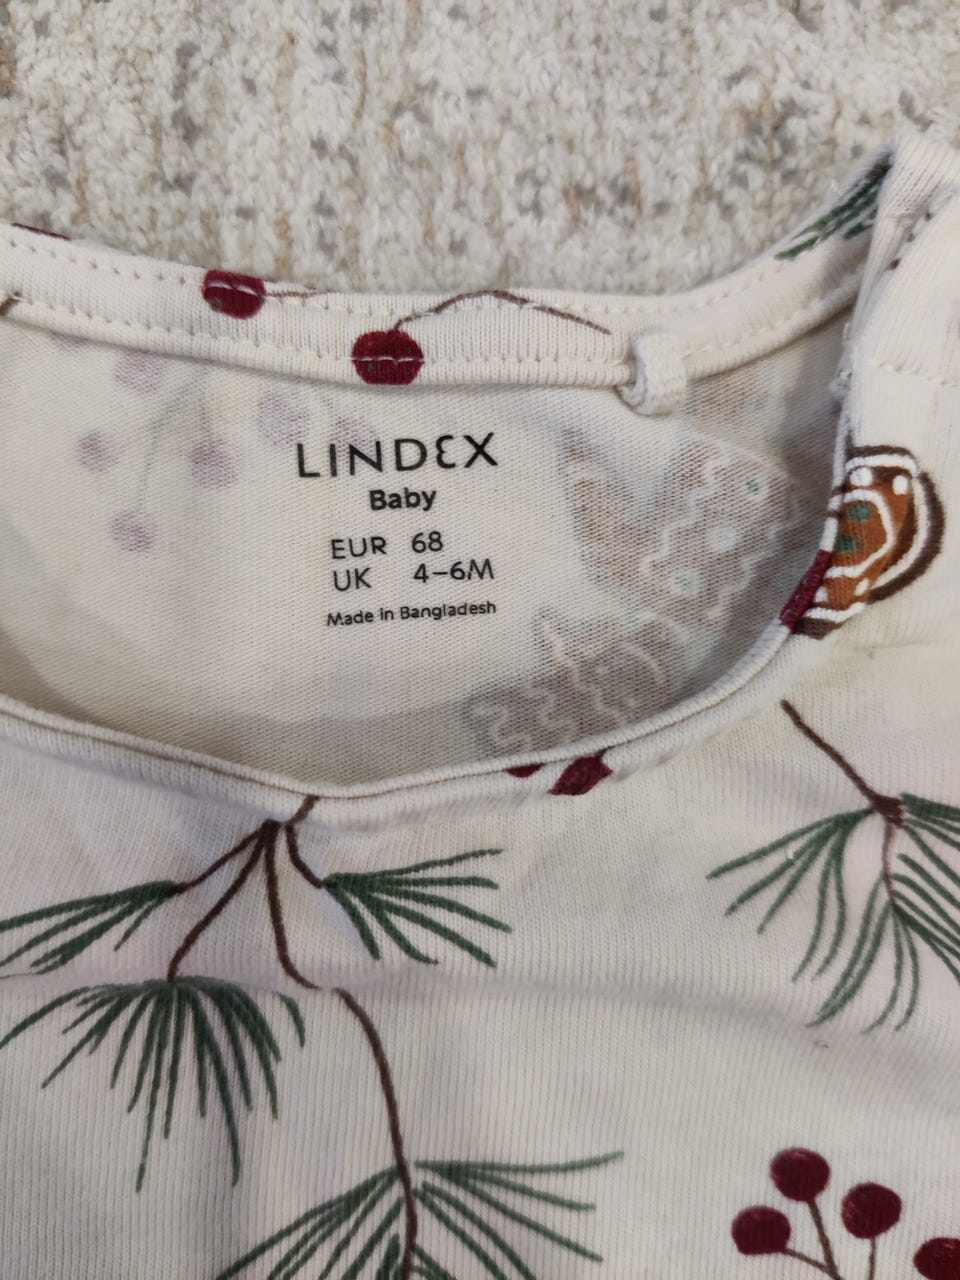 LINDEX
Baby
EUR 68
UK 4-6M
Made in Bangladesh